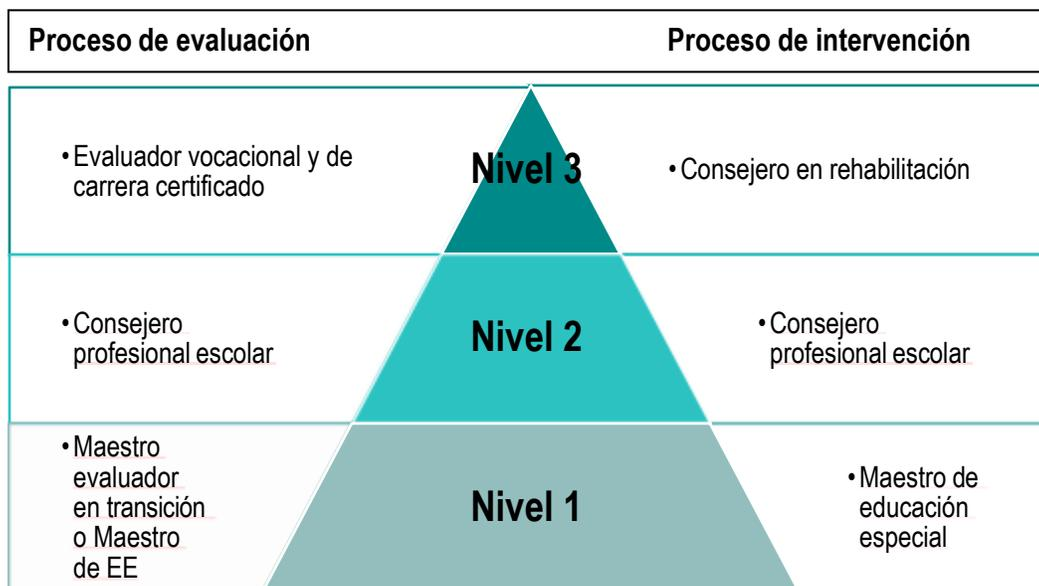 Proceso de evaluación
Proceso de intervención
•Evaluador vocacional y de
carrera certificado
Nivel 3
•Consejero en rehabilitación
•Consejero
profesional escolar
Nivel 2
•Consejero
profesional escolar
•Maestro
evaluador
en transición
o Maestro
de EE
Nivel 1
•Maestro de
educación
especial